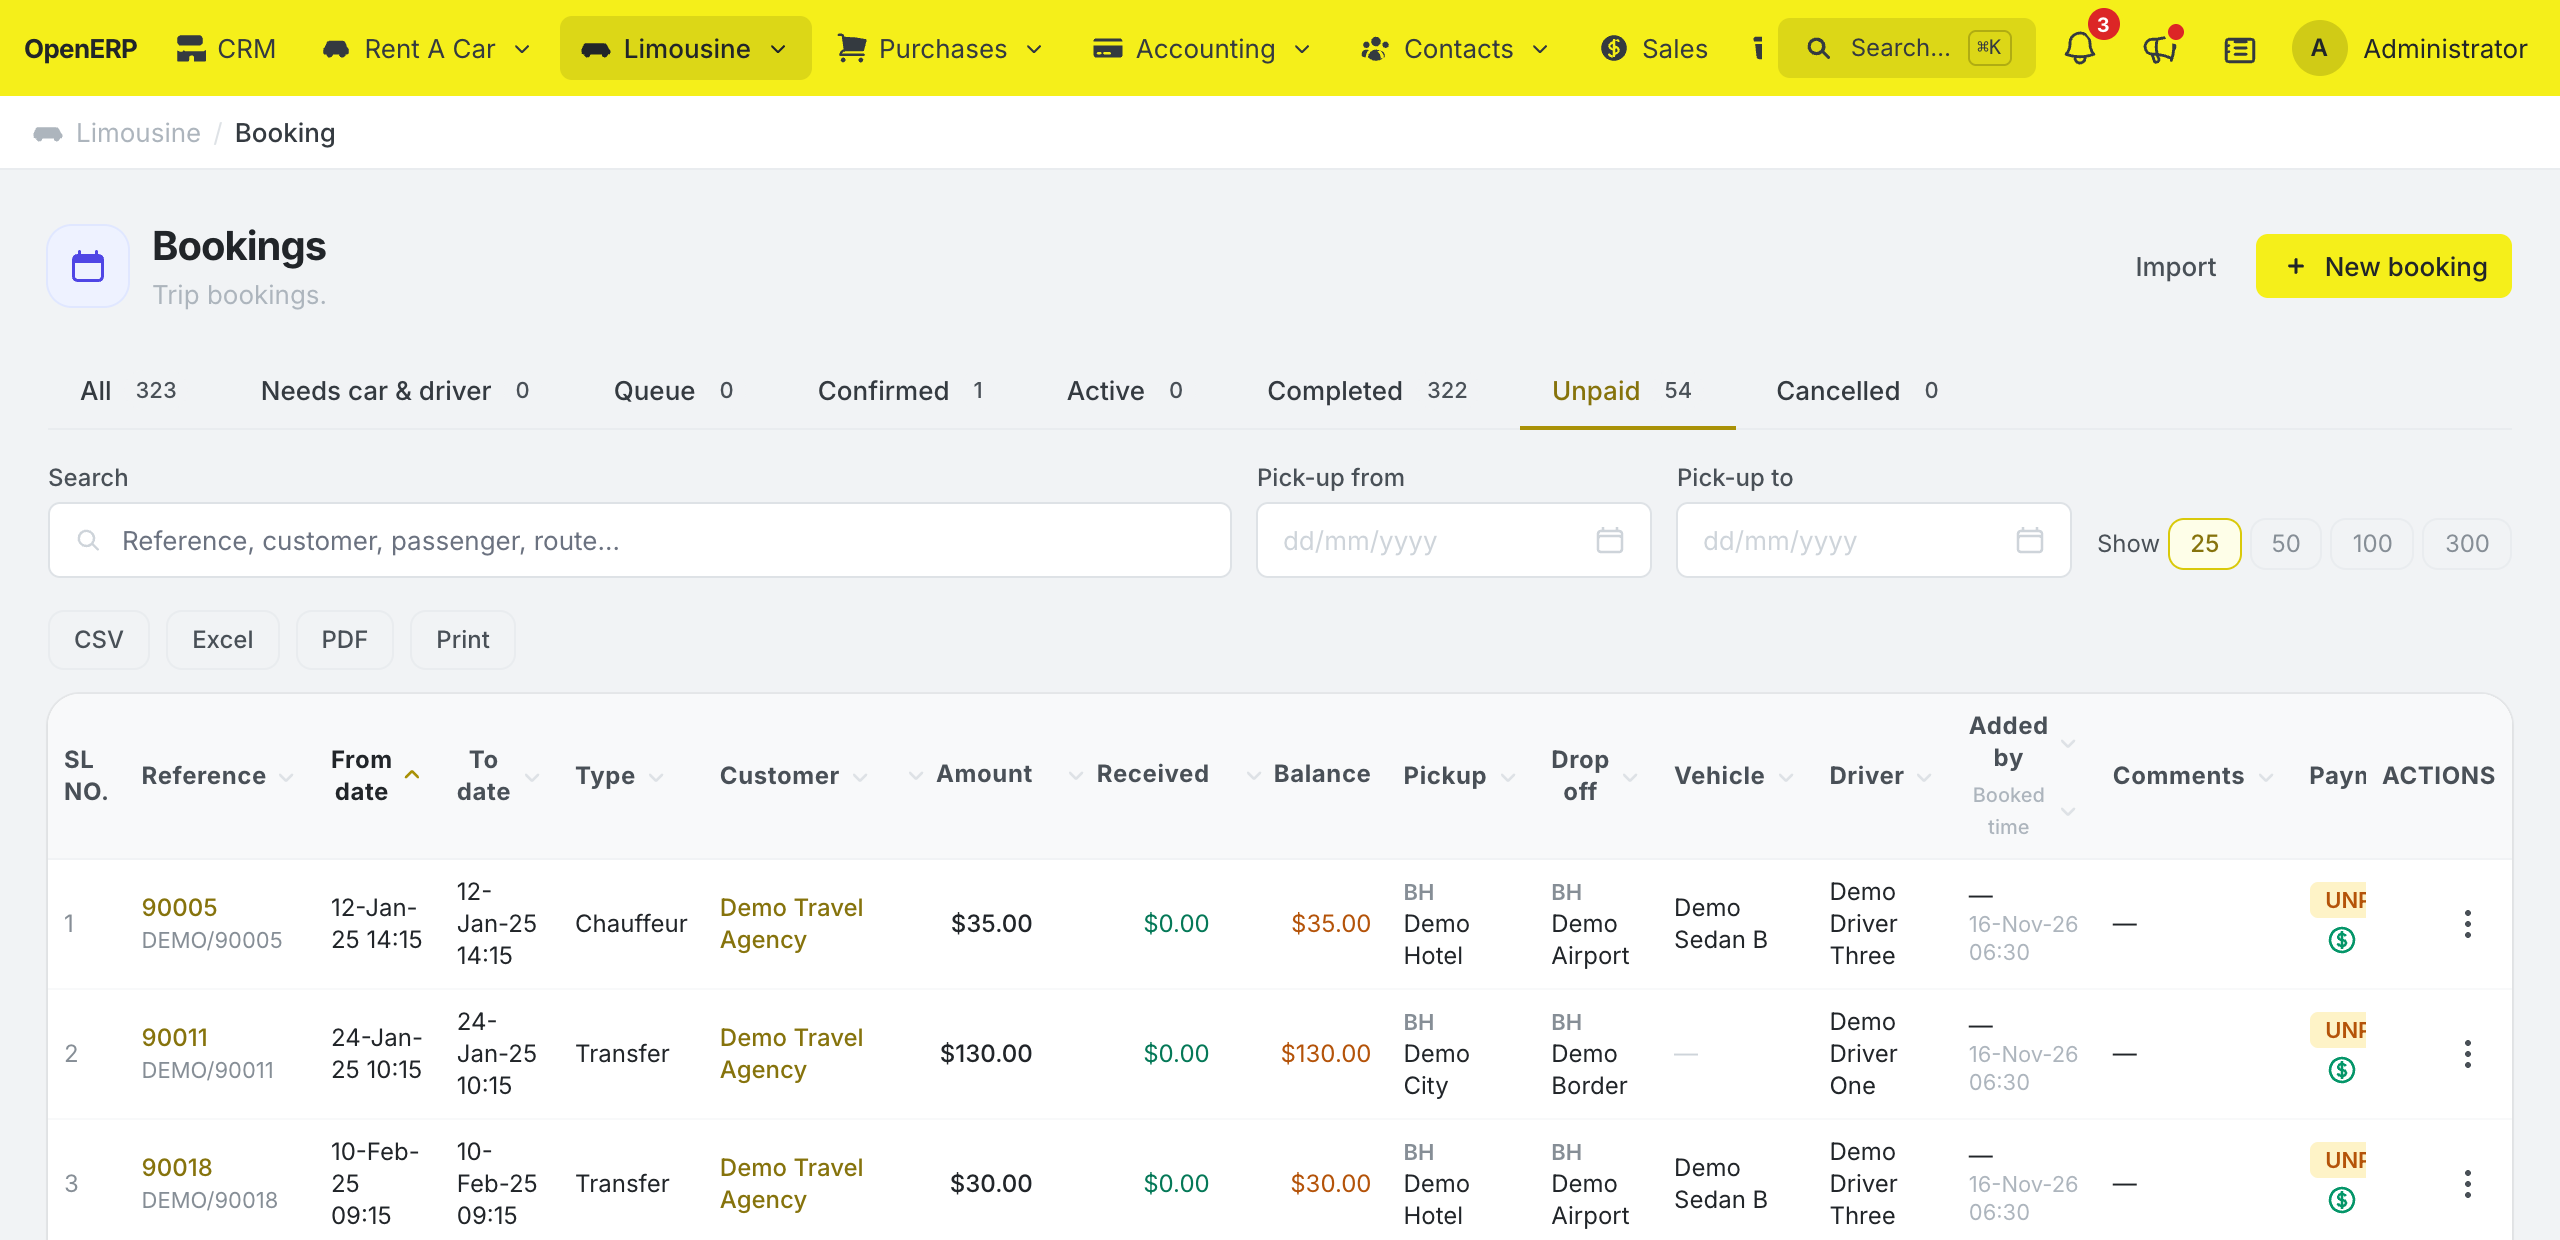 OpenERP CRM Rent A Car Limousine Purchases Accounting Contacts Sales Search... ⌘K 3 A Administrator
Limousine / Booking
Bookings
Trip bookings.
Import + New booking
All 323 Needs car & driver 0 Queue 0 Confirmed 1 Active 0 Completed 322 Unpaid 54 Cancelled 0
Search Pick-up from Pick-up to
Reference, customer, passenger, route... dd/mm/yyyy dd/mm/yyyy Show 25 50 100 300
CSV Excel PDF Print
SL NO. Reference From date To date Type Customer Amount Received Balance Pickup Drop off Vehicle Driver Added by Booked time Comments Paym ACTIONS
1 90005 DEMO/90005 12-Jan-25 14:15 12-Jan-25 14:15 Chauffeur Demo Travel Agency $35.00 $0.00 $35.00 BH Demo Hotel BH Demo Airport Demo Sedan B Demo Driver Three — 16-Nov-26 06:30 — UNP
2 90011 DEMO/90011 24-Jan-25 10:15 24-Jan-25 10:15 Transfer Demo Travel Agency $130.00 $0.00 $130.00 BH Demo City BH Demo Border — Demo Driver One — 16-Nov-26 06:30 — UNP
3 90018 DEMO/90018 10-Feb-25 09:15 10-Feb-25 09:15 Transfer Demo Travel Agency $30.00 $0.00 $30.00 BH Demo Hotel BH Demo Airport Demo Sedan B Demo Driver Three — 16-Nov-26 06:30 — UNP